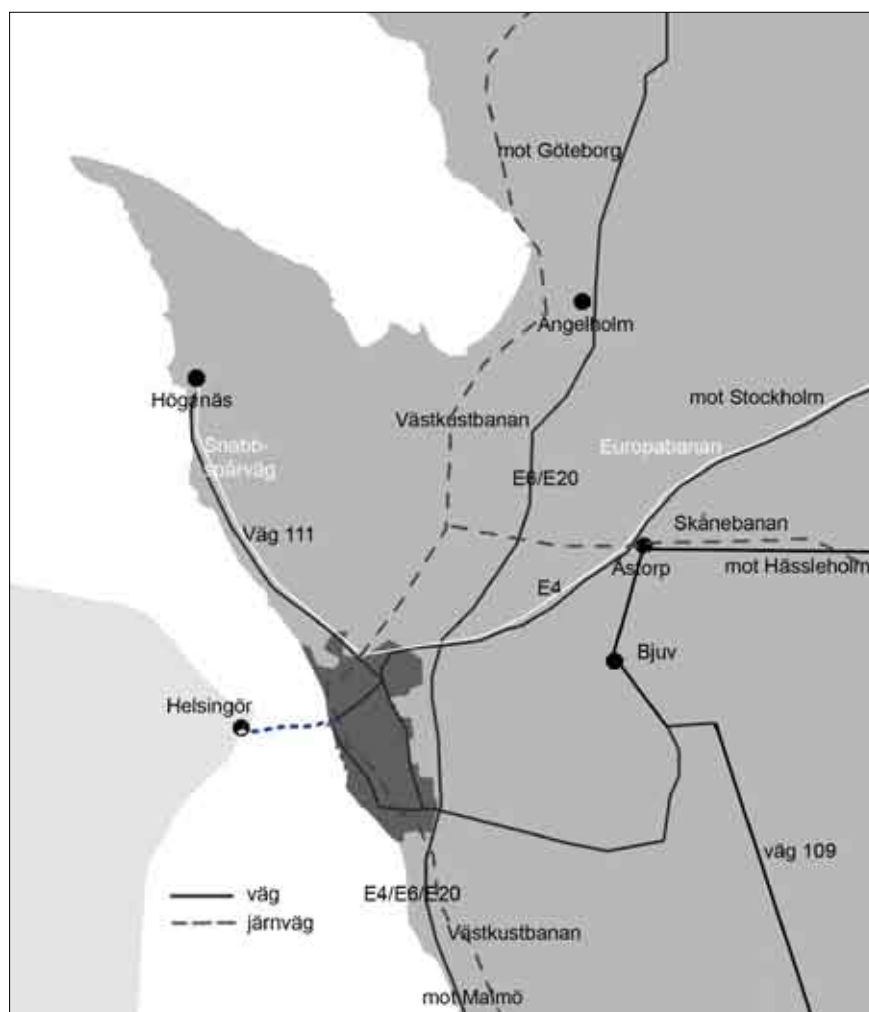 mot Göteborg
Ängelholm
Höganäs
mot Stockholm
Västkustbanan
Europabanan
Snabb-
spårväg
E6/E20
Skånebanan
Väg 111
Åstorp
mot Hässleholm
E4
Bjuv
Helsingör
väg 109
väg
E4/E6/E20
järnväg
Västkustbanan
mot Malmö